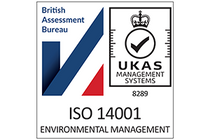 British
Assessment
Bureau
UKAS
MANAGEMENT
SYSTEMS
8289
ISO 14001
ENVIRONMENTAL MANAGEMENT